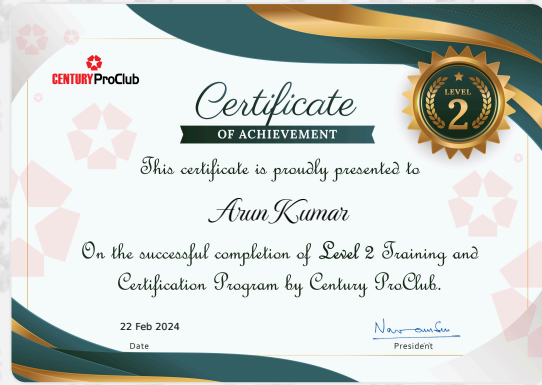 CENTURY ProClub
Certificate
OF ACHIEVEMENT
LEVEL
2
This certificate is proudly presented to
Arun Kumar
On the successful completion of Level 2 Training and
Certification Program by Century ProClub.
22 Feb 2024
Date
President